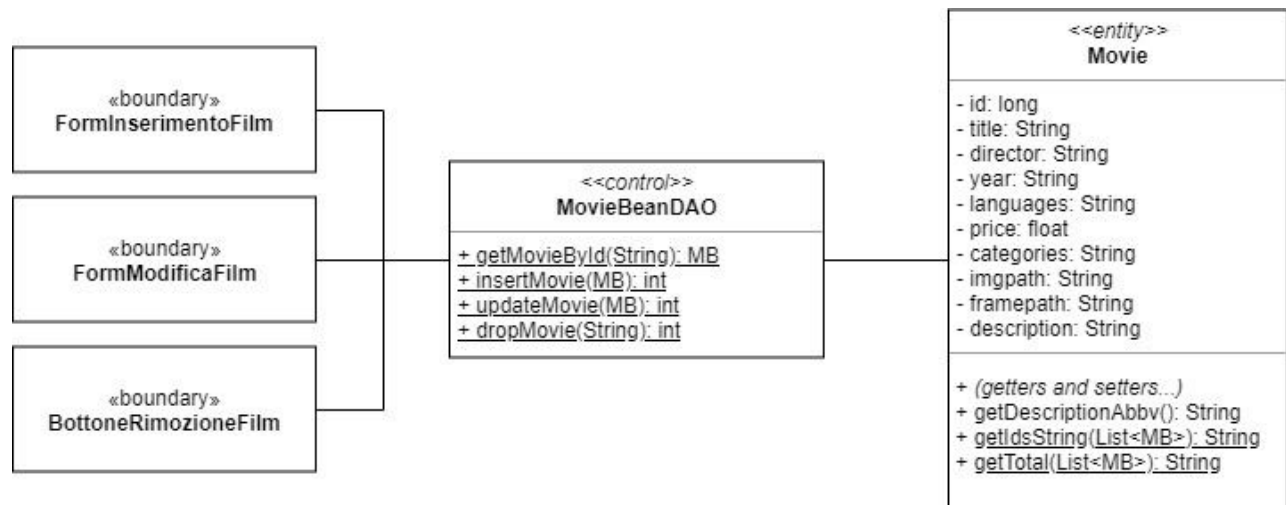 «boundary»
FormInserimentoFilm
«boundary»
FormModificaFilm
«boundary»
BottoneRimozioneFilm
<<control>>
MovieBeanDAO
+ getMovieById(String): MB
+ insertMovie(MB): int
+ updateMovie(MB): int
+ dropMovie(String): int
<<entity>>
Movie
- id: long
- title: String
- director: String
- year: String
- languages: String
- price: float
- categories: String
- imgpath: String
- framepath: String
- description: String
+ (getters and setters...)
+ getDescriptionAbbv(): String
+ getIdsString(List<MB>): String
+ getTotal(List<MB>): String